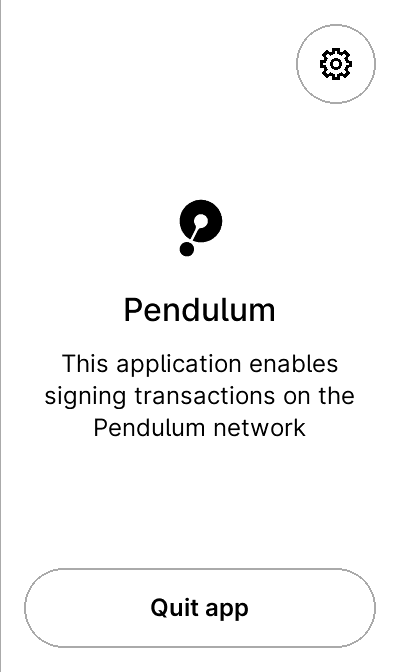 Pendulum
This application enables
signing transactions on the
Pendulum network
Quit app